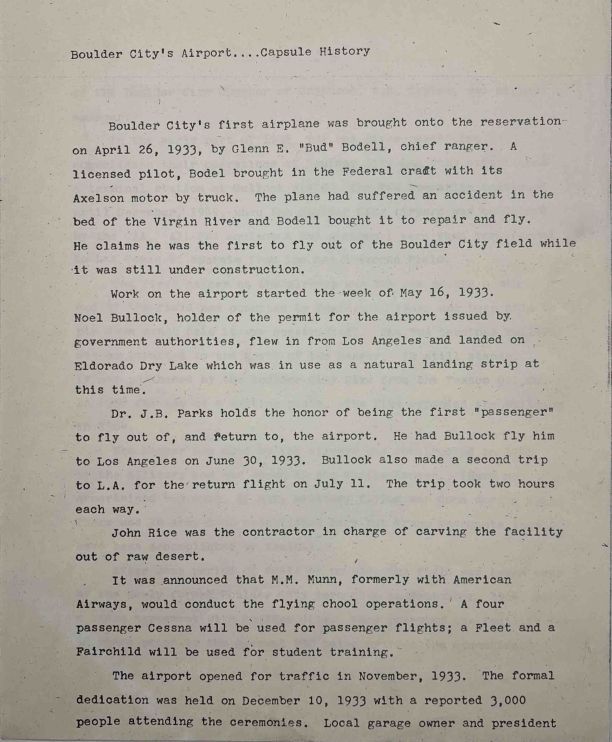 Boulder City's Airport....Capsule History
Boulder City's first airplane was brought onto the reservation
on April 26, 1933, by Glenn E. "Bud" Bodell, chief ranger. A
licensed pilot, Bodel brought in the Federal craft with its
Axelson motor by truck. The plane had suffered an accident in the
bed of the Virgin River and Bodell bought it to repair and fly.
He claims he was the first to fly out of the Boulder City field while
it was still under construction.
Work on the airport started the week of May 16, 1933.
Noel Bullock, holder of the permit for the airport issued by
government authorities, flew in from Los Angeles and landed on
Eldorado Dry Lake which was in use as a natural landing strip at
this time.
Dr. J.B. Parks holds the honor of being the first "passenger"
to fly out of, and return to, the airport. He had Bullock fly him
to Los Angeles on June 30, 1933. Bullock also made a second trip
to L.A. for the return flight on July 11. The trip took two hours
each way.
John Rice was the contractor in charge of carving the facility
out of raw desert.
It was announced that M.M. Munn, formerly with American
Airways, would conduct the flying chool operations. A four
passenger Cessna will be used for passenger flights; a Fleet and a
Fairchild will be used for student training.
The airport opened for traffic in November, 1933. The formal
dedication was held on December 10, 1933 with a reported 3,000
people attending the ceremonies. Local garage owner and president